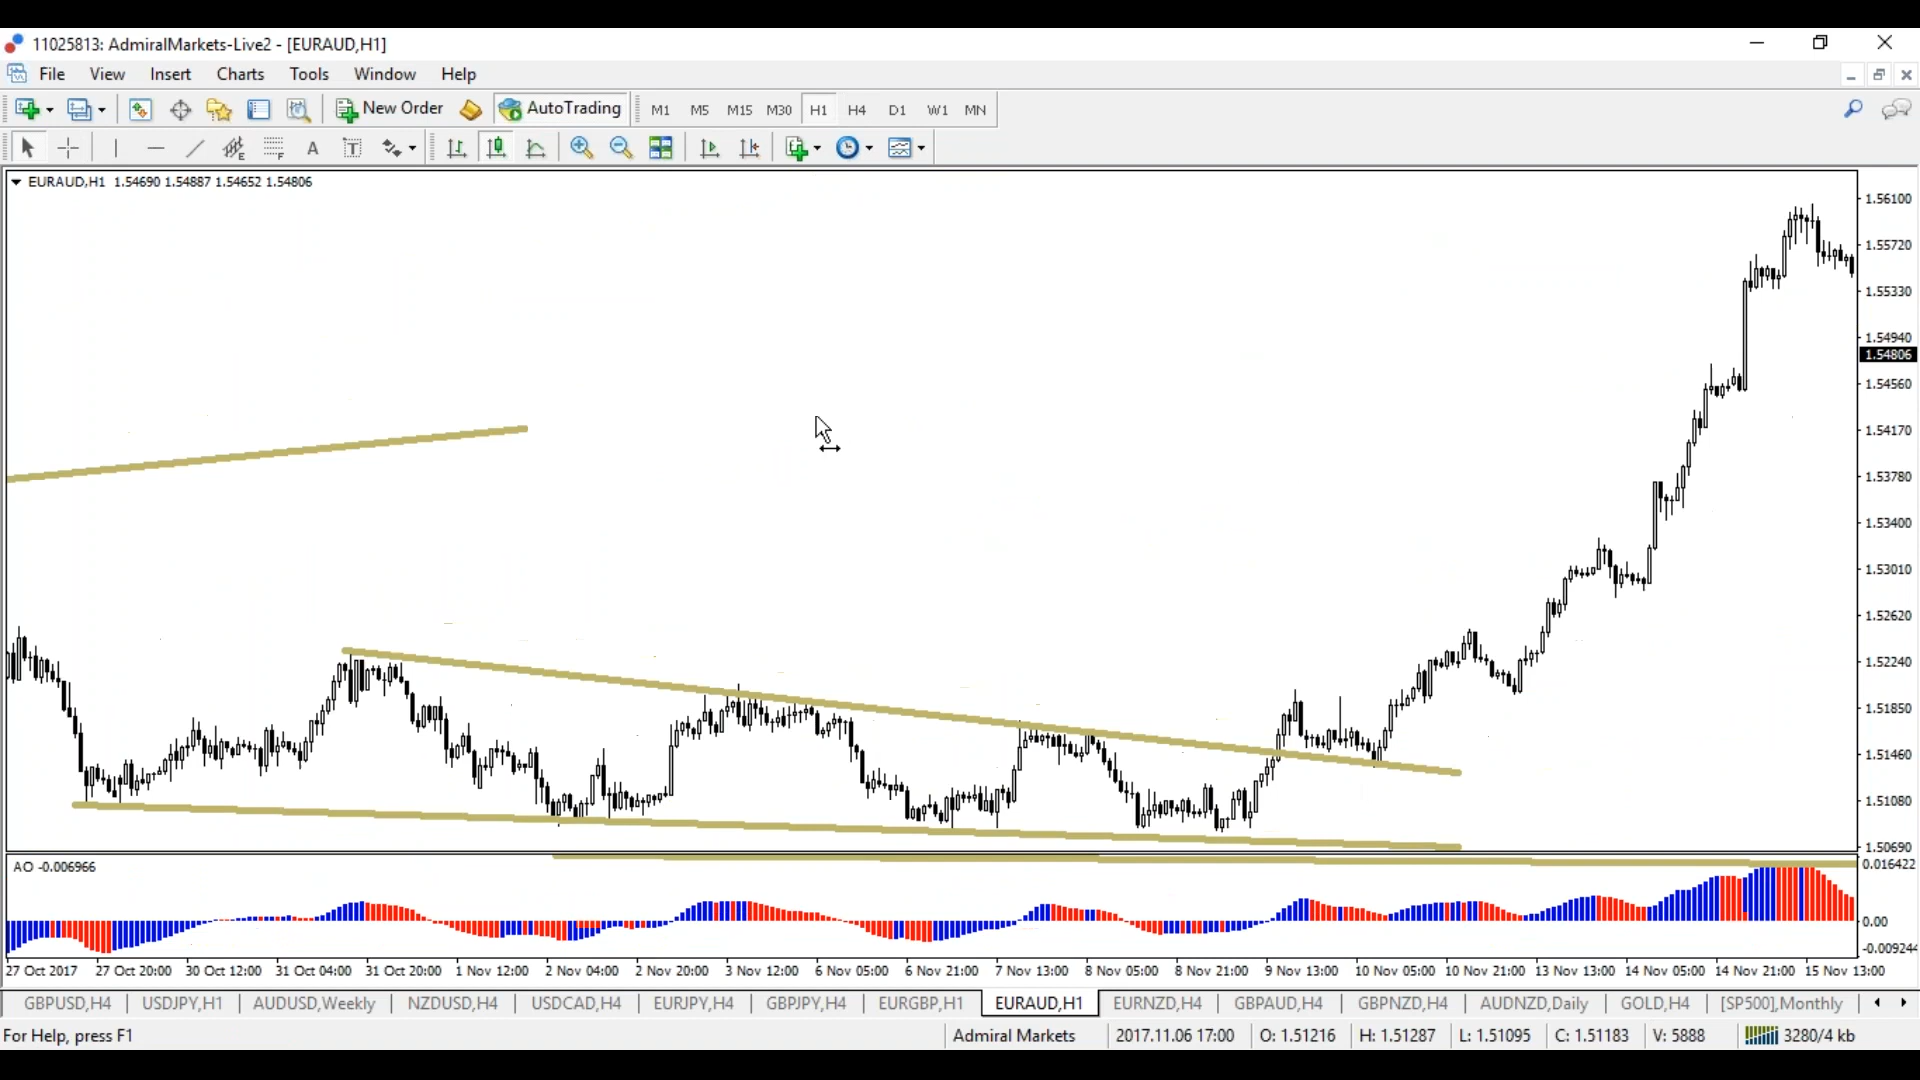 11025813: AdmiralMarkets-Live2 - [EURAUD,H1]
File View Insert Charts Tools Window Help
New Order AutoTrading M1 M5 M15 M30 H1 H4 D1 W1 MN
E F A T
EURAUD,H1 1.54690 1.54887 1.54652 1.54806
1.56100
1.55720
1.55330
1.54940
1.54806
1.54560
1.54170
1.53780
1.53400
1.53010
1.52620
1.52240
1.51850
1.51460
1.51080
1.50690
AO -0.006966
0.016422
0.00
-0.009244
27 Oct 2017 27 Oct 20:00 30 Oct 12:00 31 Oct 04:00 31 Oct 20:00 1 Nov 12:00 2 Nov 04:00 2 Nov 20:00 3 Nov 12:00 6 Nov 05:00 6 Nov 21:00 7 Nov 13:00 8 Nov 05:00 8 Nov 21:00 9 Nov 13:00 10 Nov 05:00 10 Nov 21:00 13 Nov 13:00 14 Nov 05:00 14 Nov 21:00 15 Nov 13:00
GBPUSD,H4 USDJPY,H1 AUDUSD,Weekly NZDUSD,H4 USDCAD,H4 EURJPY,H4 GBPJPY,H4 EURGBP,H1 EURAUD,H1 EURNZD,H4 GBPAUD,H4 GBPNZD,H4 AUDNZD,Daily GOLD,H4 [SP500],Monthly
For Help, press F1 Admiral Markets 2017.11.06 17:00 O: 1.51216 H: 1.51287 L: 1.51095 C: 1.51183 V: 5888 3280/4 kb